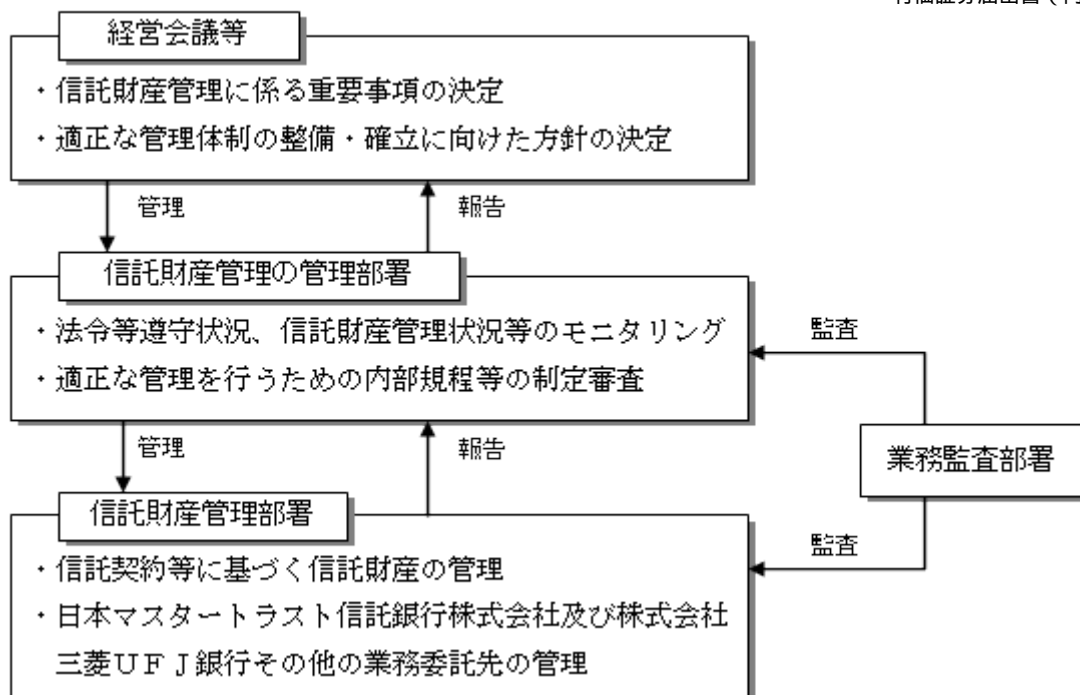 経営会議等
・信託財産管理に係る重要事項の決定
・適正な管理体制の整備・確立に向けた方針の決定
管理
報告
信託財産管理の管理部署
・法令等遵守状況、信託財産管理状況等のモニタリング
・適正な管理を行うための内部規程等の制定審査
監査
管理
報告
業務監査部署
信託財産管理部署
監査
・信託契約等に基づく信託財産の管理
・日本マスタートラスト信託銀行株式会社及び株式会社
三菱ＵＦＪ銀行その他の業務委託先の管理